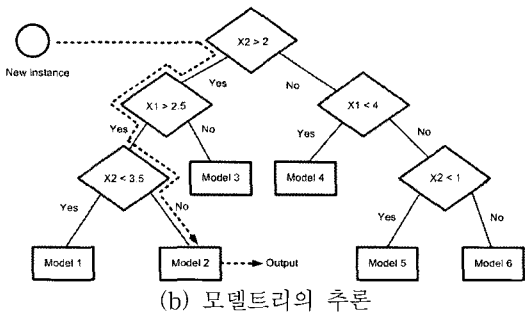 X2 > 2
New instance
Yes
No
X1 > 2.5
X1 < 4
Yes
No
Yes
No
X2 < 3.5
Model 3
Model 4
X2 < 1
Yes
No
Yes
No
Model 1
Model 2
Output
Model 5
Model 6
(b) 모델트리의 추론